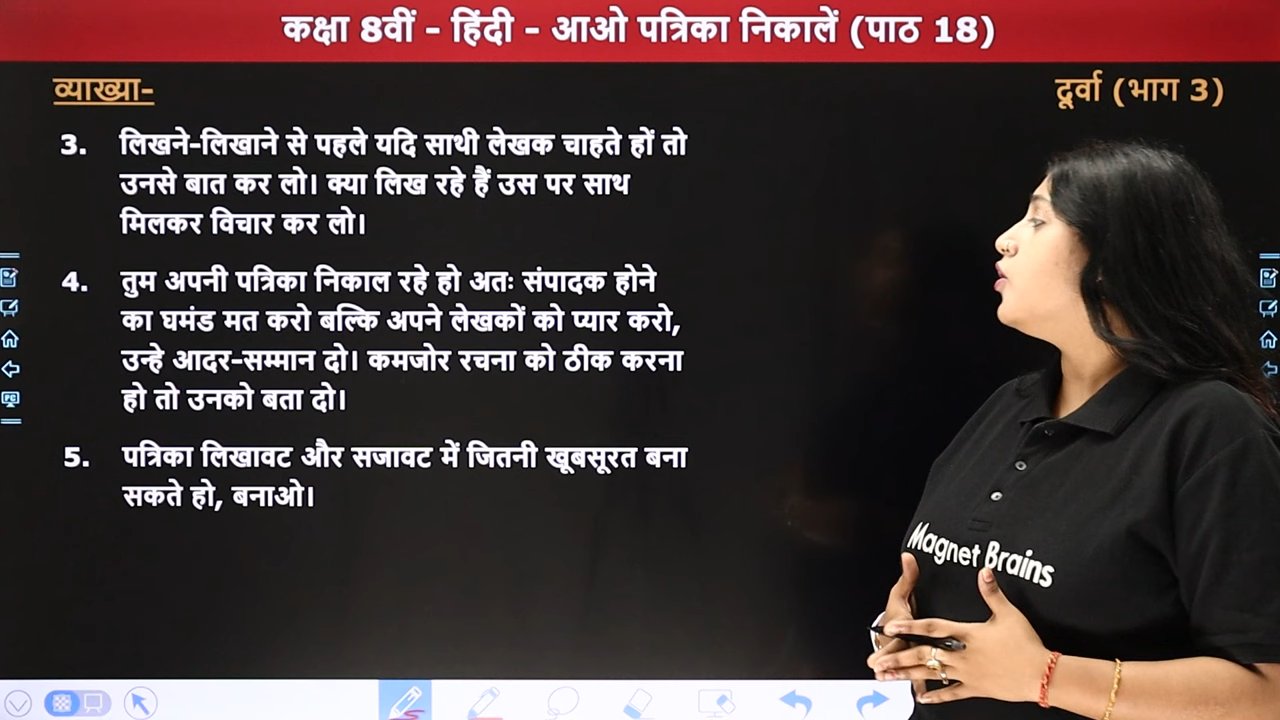 कक्षा 8वीं - हिंदी - आओ पत्रिका निकालें (पाठ 18)
व्याख्या-
दूर्वा (भाग 3)
3. लिखने-लिखाने से पहले यदि साथी लेखक चाहते हों तो
उनसे बात कर लो। क्या लिख रहे हैं उस पर साथ
मिलकर विचार कर लो।
4. तुम अपनी पत्रिका निकाल रहे हो अतः संपादक होने
का घमंड मत करो बल्कि अपने लेखकों को प्यार करो,
उन्हे आदर-सम्मान दो। कमजोर रचना को ठीक करना
हो तो उनको बता दो।
5. पत्रिका लिखावट और सजावट में जितनी खूबसूरत बना
सकते हो, बनाओ।
Magnet Brains
PC